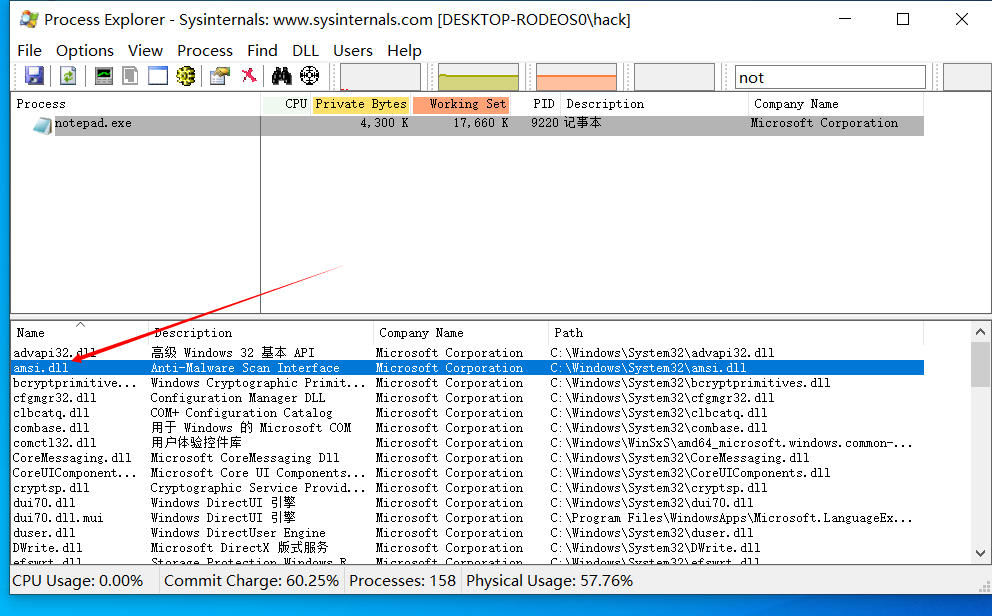 Process Explorer - Sysinternals: www.sysinternals.com [DESKTOP-RODEOS0\hack]
File Options View Process Find DLL Users Help
not
Process CPU Private Bytes Working Set PID Description Company Name
notepad.exe 4,300 K 17,660 K 9220 记事本 Microsoft Corporation
Name Description Company Name Path
advapi32.dll 高级 Windows 32 基本 API Microsoft Corporation C:\Windows\System32\advapi32.dll
amsi.dll Anti-Malware Scan Interface Microsoft Corporation C:\Windows\System32\amsi.dll
bcryptprimitive... Windows Cryptographic Primit... Microsoft Corporation C:\Windows\System32\bcryptprimitives.dll
cfgmgr32.dll Configuration Manager DLL Microsoft Corporation C:\Windows\System32\cfgmgr32.dll
clbcatq.dll COM+ Configuration Catalog Microsoft Corporation C:\Windows\System32\clbcatq.dll
combase.dll 用于 Windows 的 Microsoft COM Microsoft Corporation C:\Windows\System32\combase.dll
comctl32.dll 用户体验控件库 Microsoft Corporation C:\Windows\WinSxS\amd64_microsoft.windows.common-...
CoreMessaging.dll Microsoft CoreMessaging Dll Microsoft Corporation C:\Windows\System32\CoreMessaging.dll
CoreUIComponent... Microsoft Core UI Components... Microsoft Corporation C:\Windows\System32\CoreUIComponents.dll
cryptsp.dll Cryptographic Service Provid... Microsoft Corporation C:\Windows\System32\cryptsp.dll
dui70.dll Windows DirectUI 引擎 Microsoft Corporation C:\Windows\System32\dui70.dll
dui70.dll.mui Windows DirectUI 引擎 Microsoft Corporation C:\Program Files\WindowsApps\Microsoft.LanguageEx...
duser.dll Windows DirectUser Engine Microsoft Corporation C:\Windows\System32\duser.dll
DWrite.dll Microsoft DirectX 版式服务 Microsoft Corporation C:\Windows\System32\DWrite.dll
efswrt.dll Storage Protection Windows R... Microsoft Corporation C:\Windows\System32\efswrt.dll
CPU Usage: 0.00% Commit Charge: 60.25% Processes: 158 Physical Usage: 57.76%